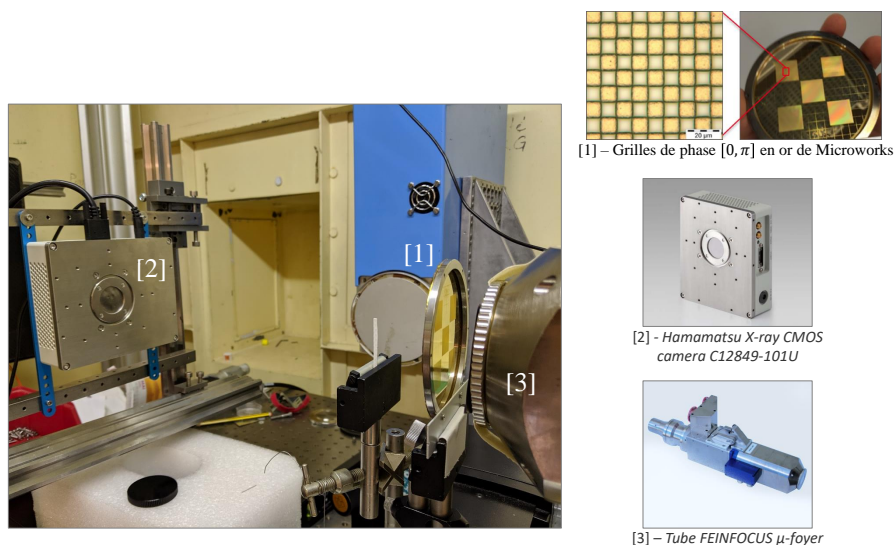 20 µm
[1] – Grilles de phase [0, π] en or de Microworks
[1]
[2]
[3]
[2] - Hamamatsu X-ray CMOS
camera C12849-101U
[3] – Tube FEINFOCUS µ-foyer